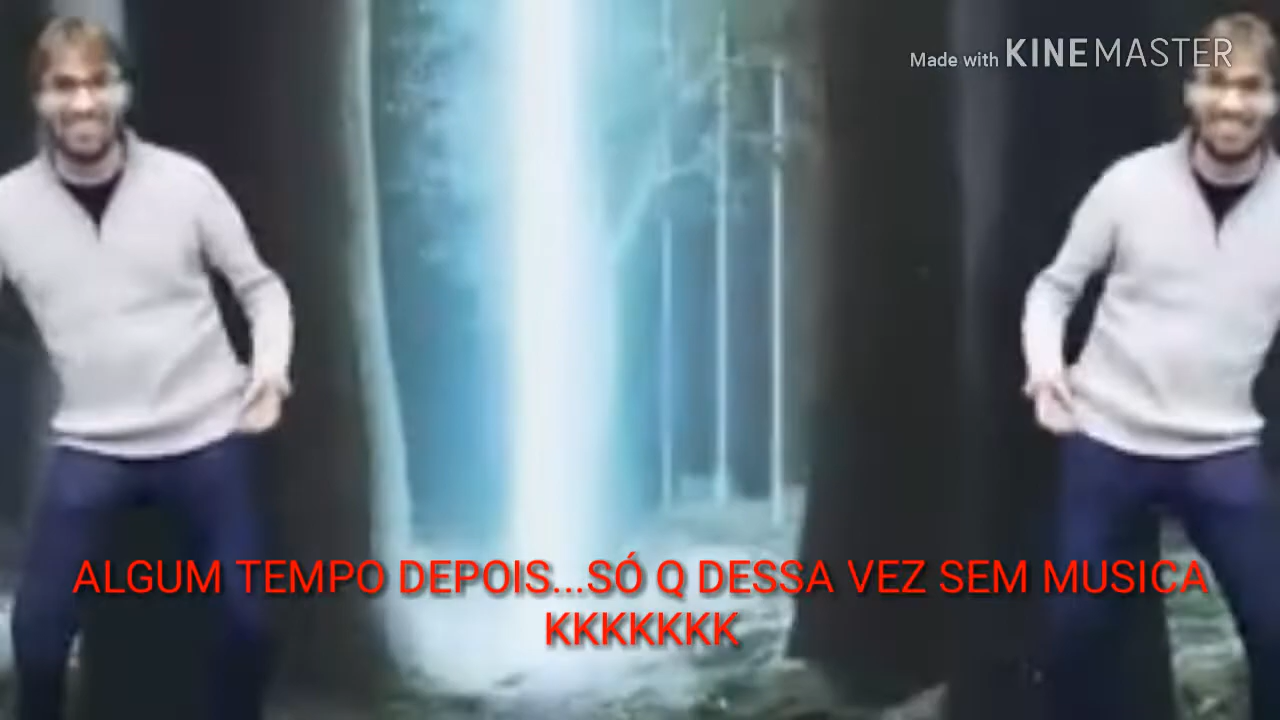 Made with KINEMASTER
ALGUM TEMPO DEPOIS...SÓ Q DESSA VEZ SEM MUSICA
KKKKKKK